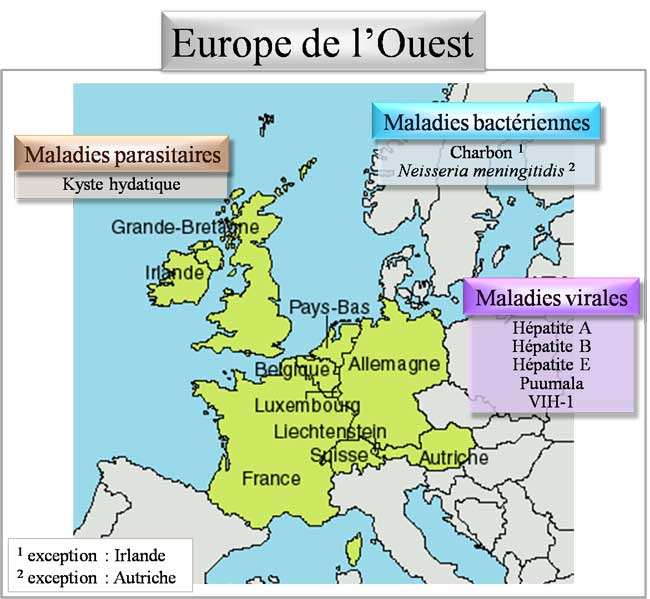 Europe de l’Ouest
Maladies bactériennes
Charbon ¹
Neisseria meningitidis ²
Maladies parasitaires
Kyste hydatique
Grande-Bretagne
Irlande
Maladies virales
Hépatite A
Hépatite B
Hépatite E
Puumala
VIH-1
Pays-Bas
Belgique
Allemagne
Luxembourg
Liechtenstein
Suisse
Autriche
France
¹ exception : Irlande
² exception : Autriche